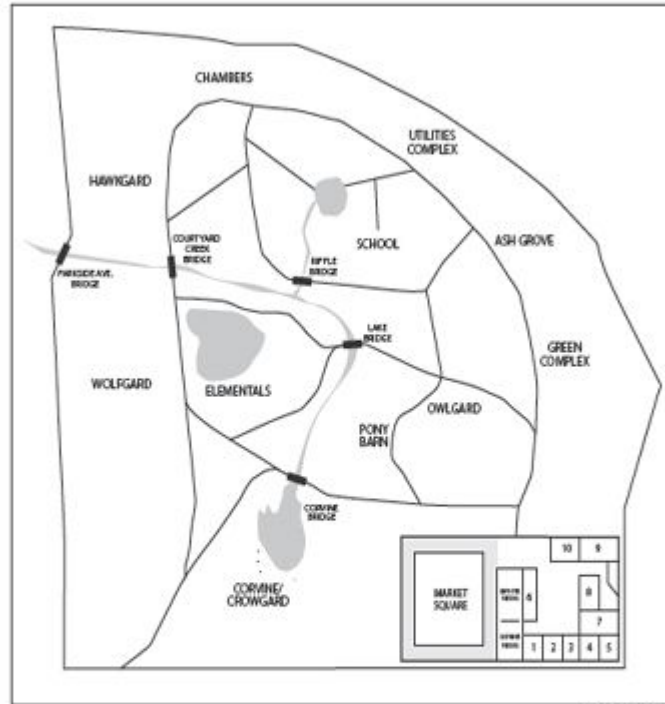 CHAMBERS
UTILITIES
COMPLEX
HAWKGARD
COURTYARD
CREEK
BRIDGE
SCHOOL
ASH GROVE
PARKSIDE AVE.
BRIDGE
RIFFLE
BRIDGE
LAKE
BRIDGE
GREEN
COMPLEX
WOLFGARD
ELEMENTALS
OWLGARD
PONY
BARN
CORVINE
BRIDGE
CORVINE/
CROWGARD
MARKET
SQUARE
10 9
6
8
7
1 2 3 4 5